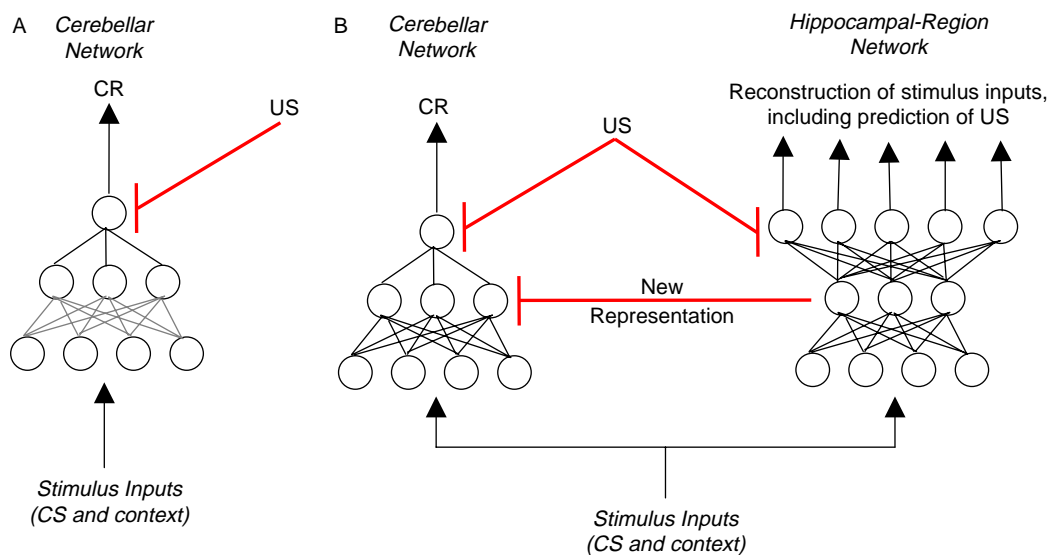 A
Cerebellar
Network
CR
US
Stimulus Inputs
(CS and context)
B
Cerebellar
Network
CR
US
Hippocampal-Region
Network
Reconstruction of stimulus inputs,
including prediction of US
New
Representation
Stimulus Inputs
(CS and context)